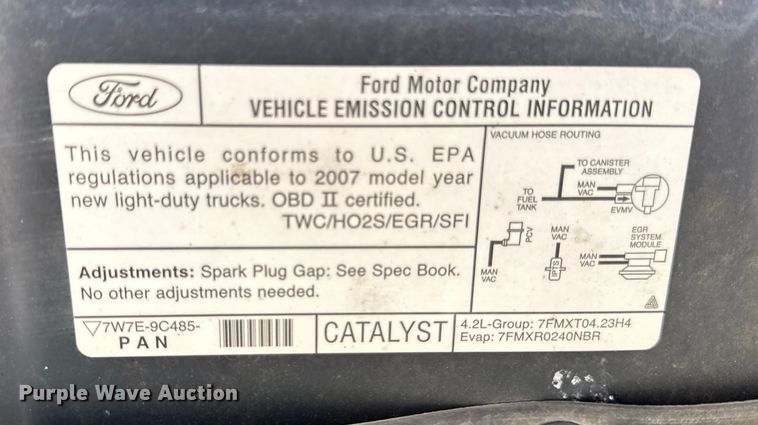 Ford
Ford Motor Company
VEHICLE EMISSION CONTROL INFORMATION
This vehicle conforms to U.S. EPA
regulations applicable to 2007 model year
new light-duty trucks. OBD II certified.
TWC/HO2S/EGR/SFI
Adjustments: Spark Plug Gap: See Spec Book.
No other adjustments needed.
VACUUM HOSE ROUTING
TO CANISTER
ASSEMBLY
TO
FUEL
TANK
MAN
VAC
EVMV
PCV
MAN
VAC
MAN
VAC
IPTS
EGR
SYSTEM
MODULE
MAN
VAC
7W7E-9C485-
PAN
CATALYST
4.2L-Group: 7FMXT04.23H4
Evap: 7FMXR0240NBR
Purple Wave Auction